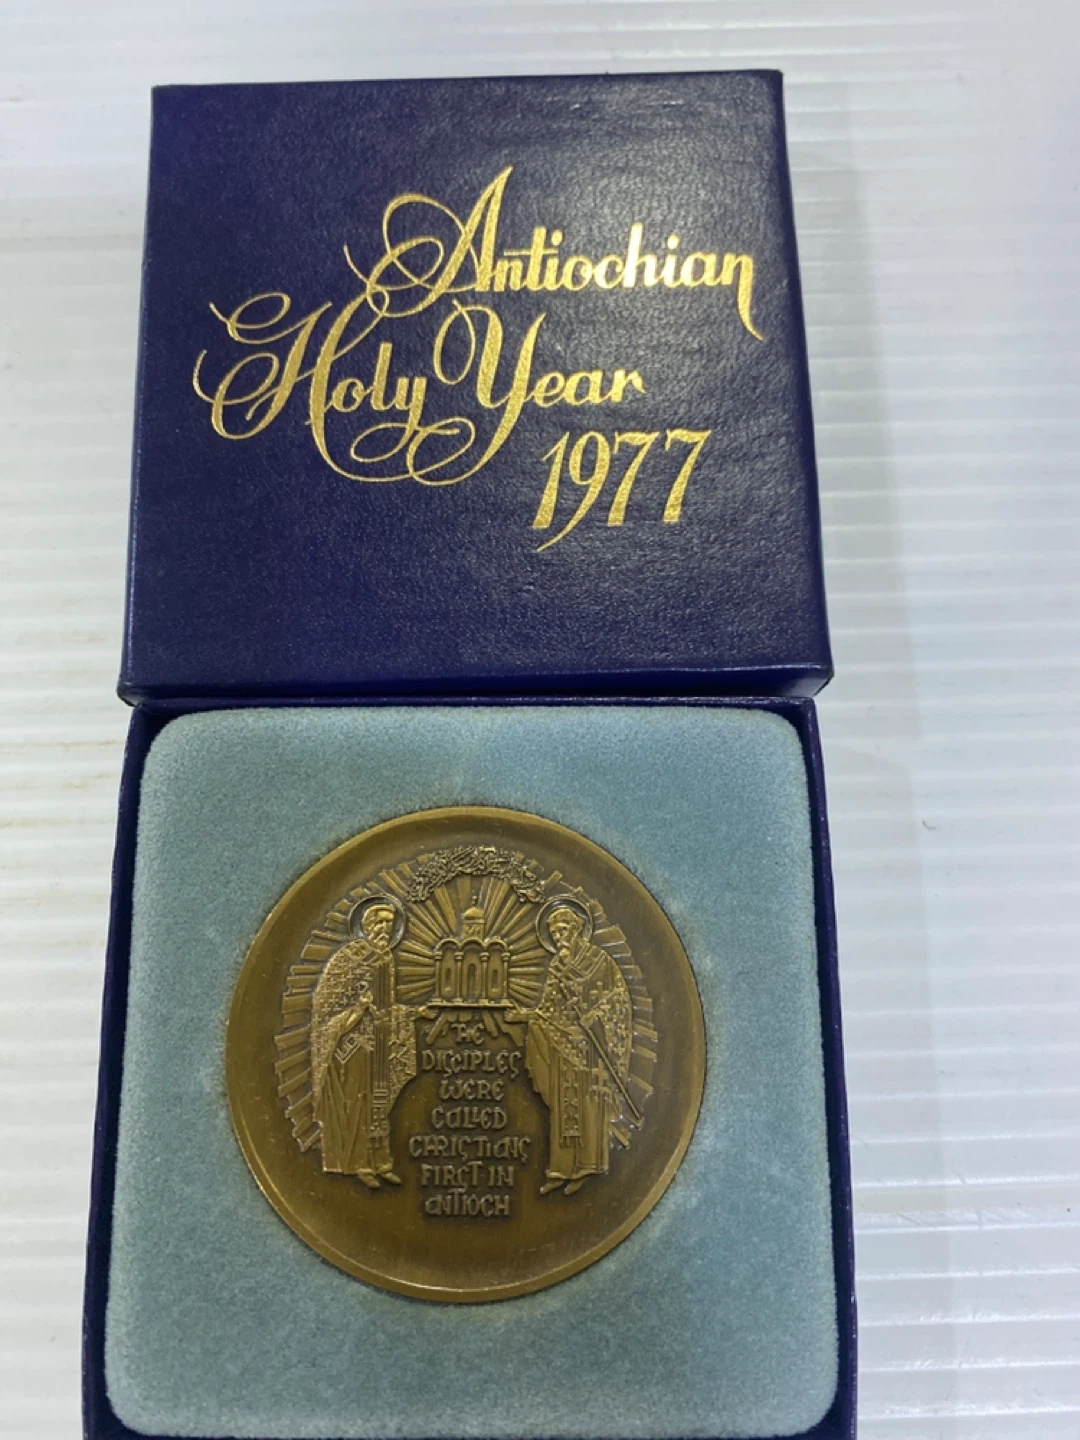 Antiochian
Holy Year
1977
THE
DISCIPLES
WERE
CALLED
CHRISTIANS
FIRST IN
ANTIOCH